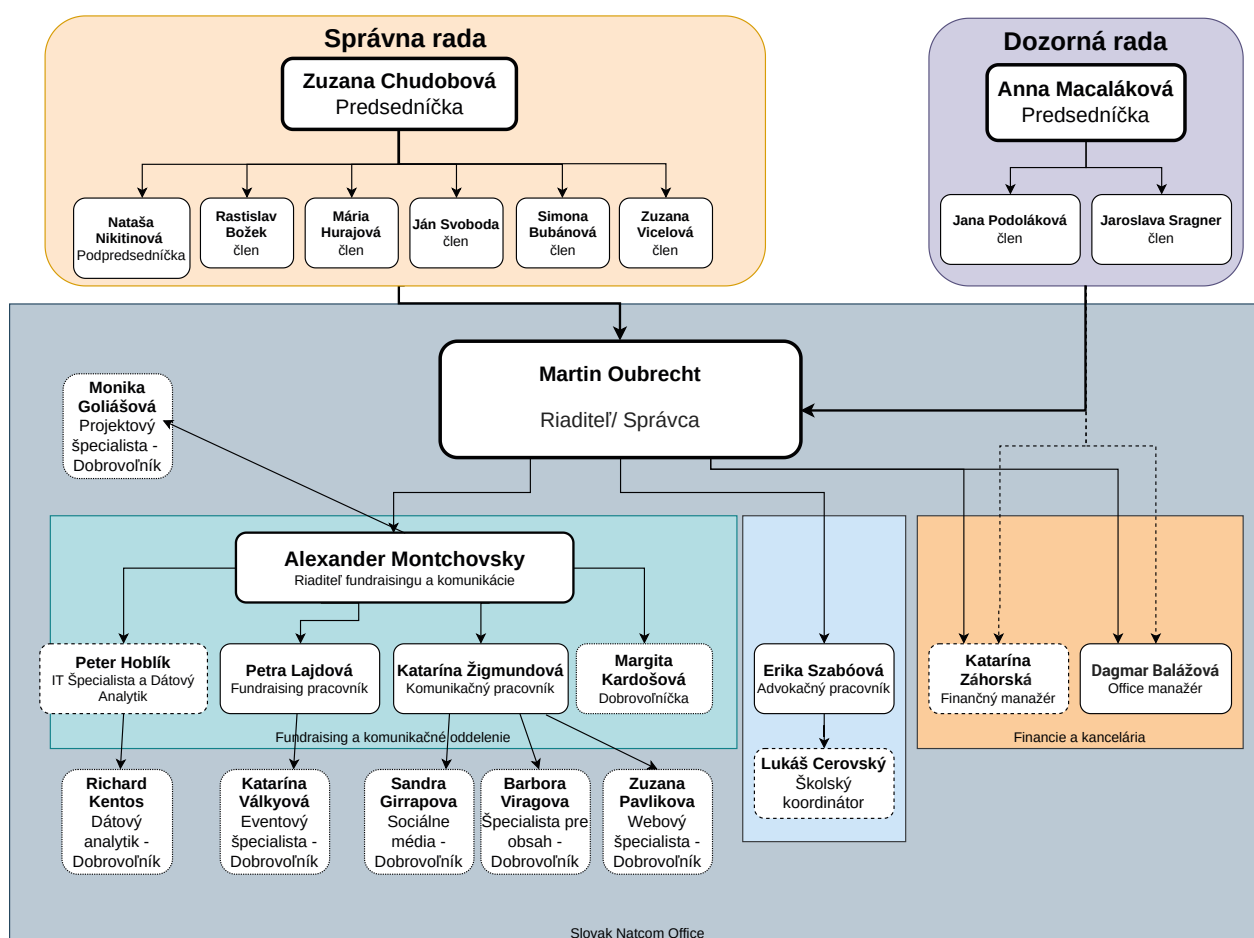 Správna rada
Zuzana Chudobová
Predsedníčka
Nataša
Nikitinová
Podpredsedníčka
Rastislav
Božek
člen
Mária
Hurajová
člen
Ján Svoboda
člen
Simona
Bubánová
člen
Zuzana
Vicelová
člen
Dozorná rada
Anna Macaláková
Predsedníčka
Jana Podoláková
člen
Jaroslava Sragner
člen
Martin Oubrecht
Riaditeľ/ Správca
Monika
Goliášová
Projektový
špecialista -
Dobrovoľník
Alexander Montchovsky
Riaditeľ fundraisingu a komunikácie
Peter Hoblík
IT Špecialista a Dátový
Analytik
Petra Lajdová
Fundraising pracovník
Katarína Žigmundová
Komunikačný pracovník
Margita
Kardošová
Dobrovoľníčka
Fundraising a komunikačné oddelenie
Erika Szabóová
Advokačný pracovník
Lukáš Cerovský
Školský
koordinátor
Katarína
Záhorská
Finančný manažér
Dagmar Balážová
Office manažér
Financie a kancelária
Richard
Kentos
Dátový
analytik -
Dobrovoľník
Katarína
Válkyová
Eventový
špecialista -
Dobrovoľník
Sandra
Girrapova
Sociálne
média -
Dobrovoľník
Barbora
Viragova
Špecialista pre
obsah -
Dobrovoľník
Zuzana
Pavlikova
Webový
špecialista -
Dobrovoľník
Slovak Natcom Office